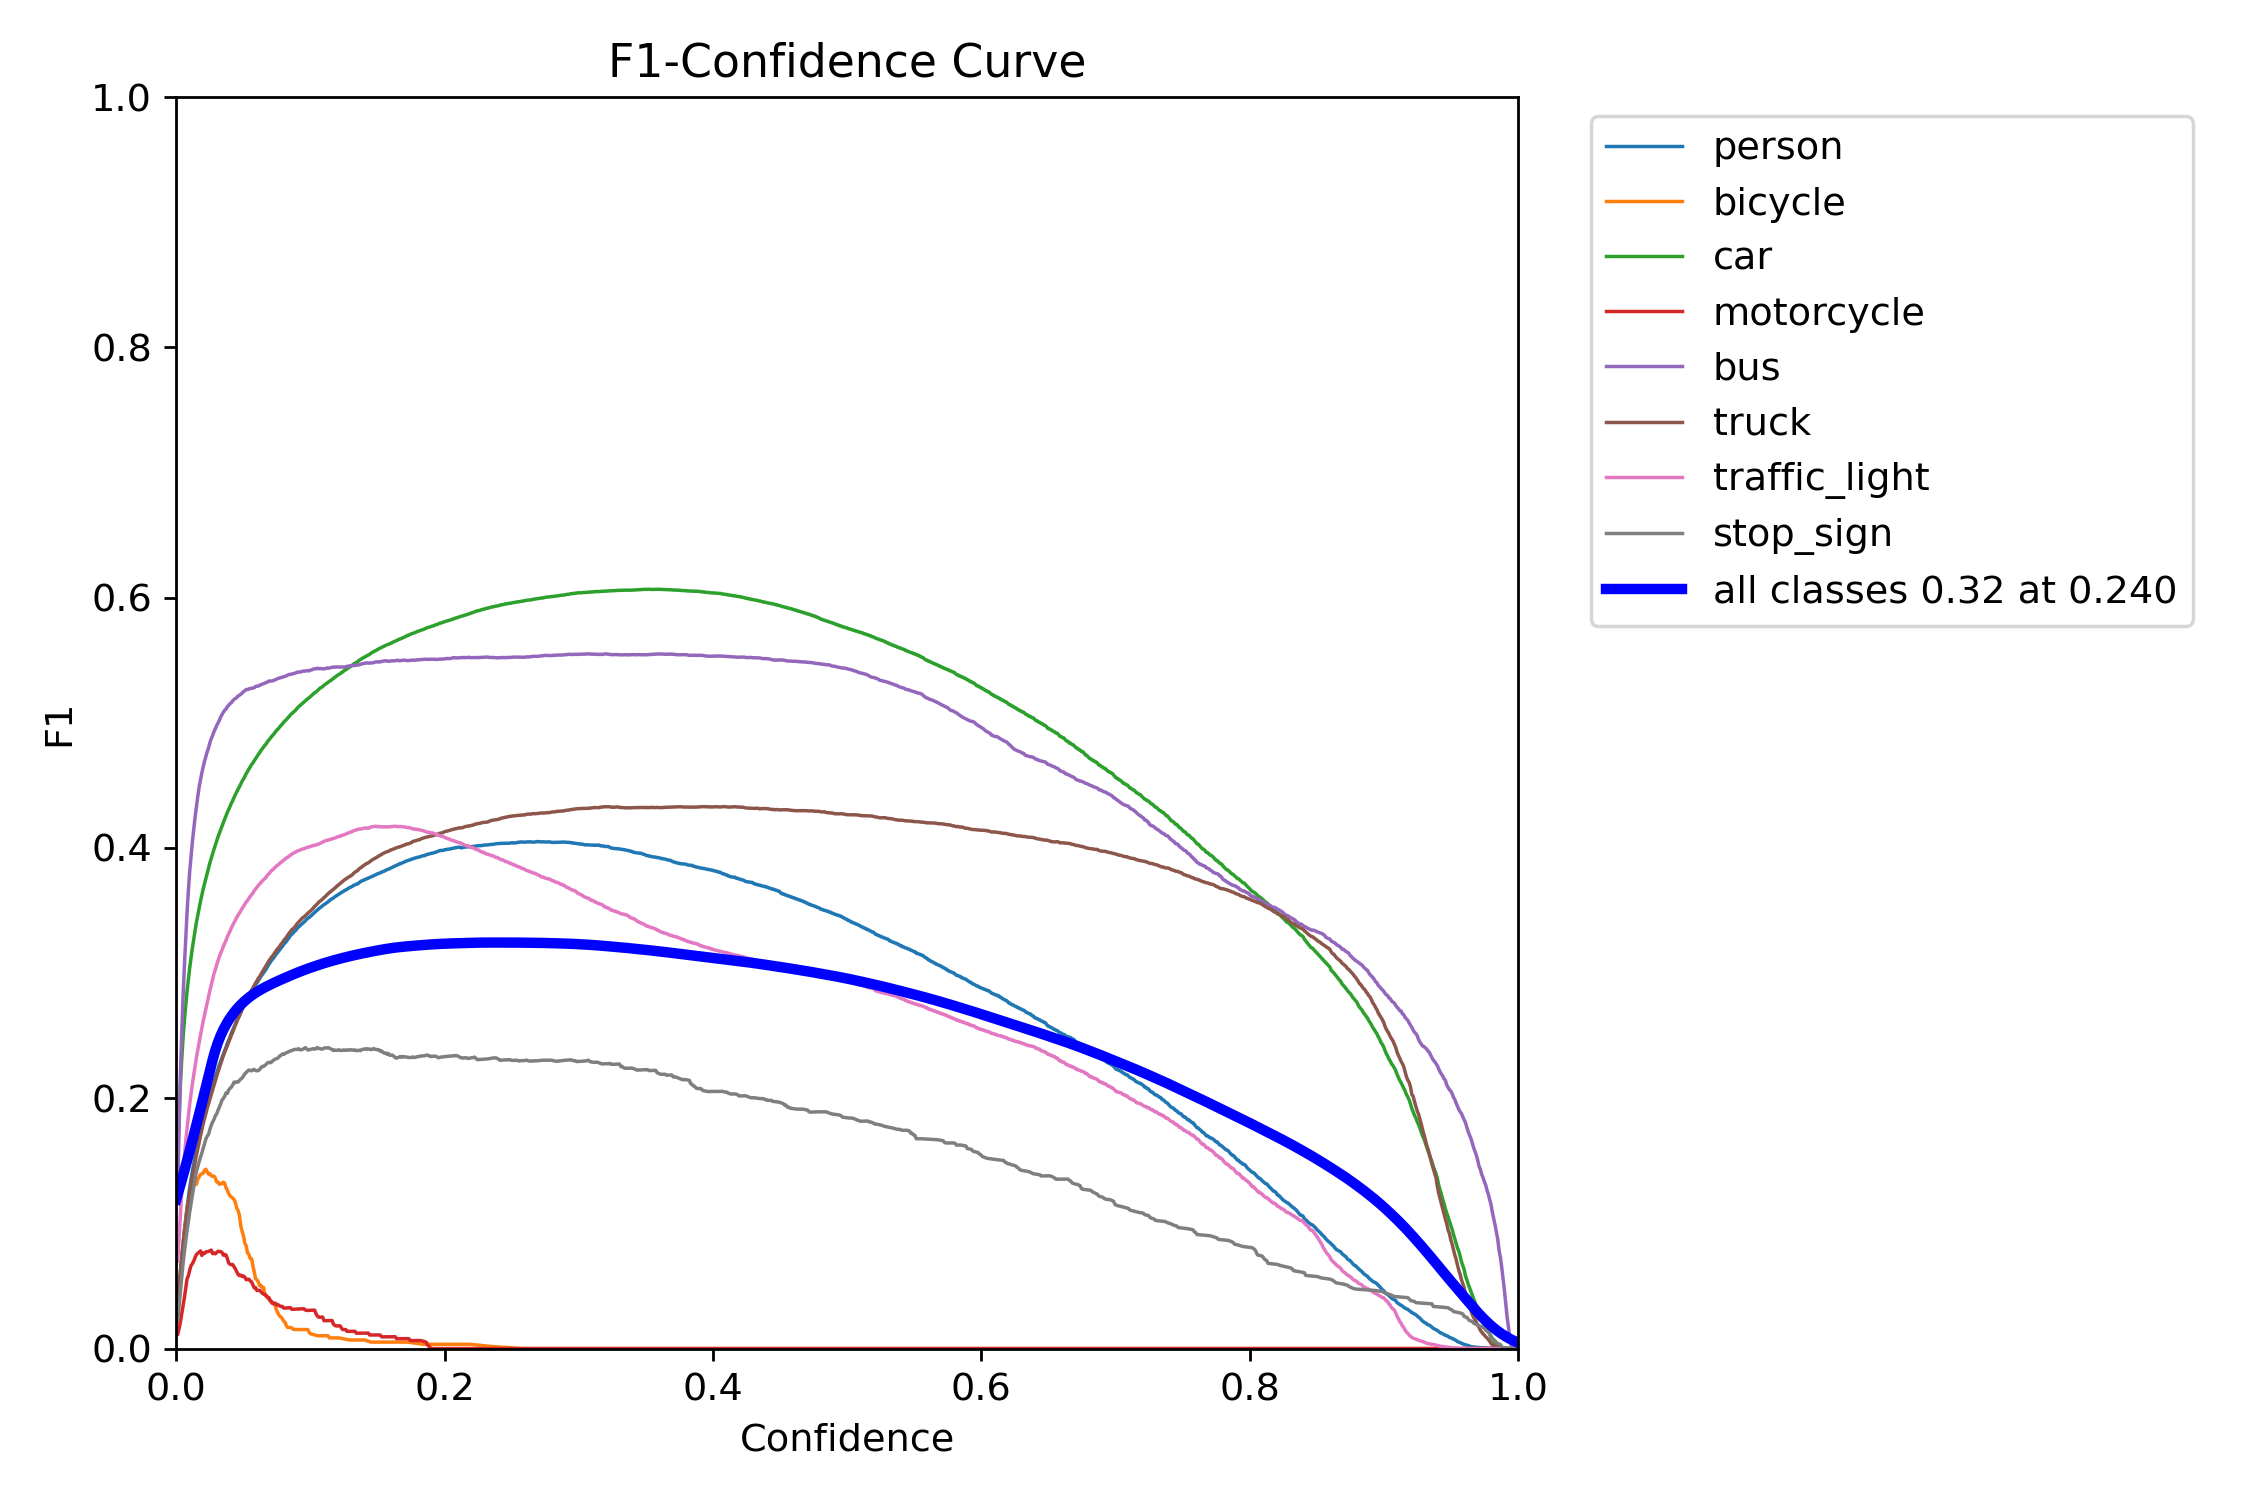 F1-Confidence Curve
1.0
0.8
0.6
0.4
0.2
0.0
F1
0.0 0.2 0.4 0.6 0.8 1.0
Confidence
person
bicycle
car
motorcycle
bus
truck
traffic_light
stop_sign
all classes 0.32 at 0.240